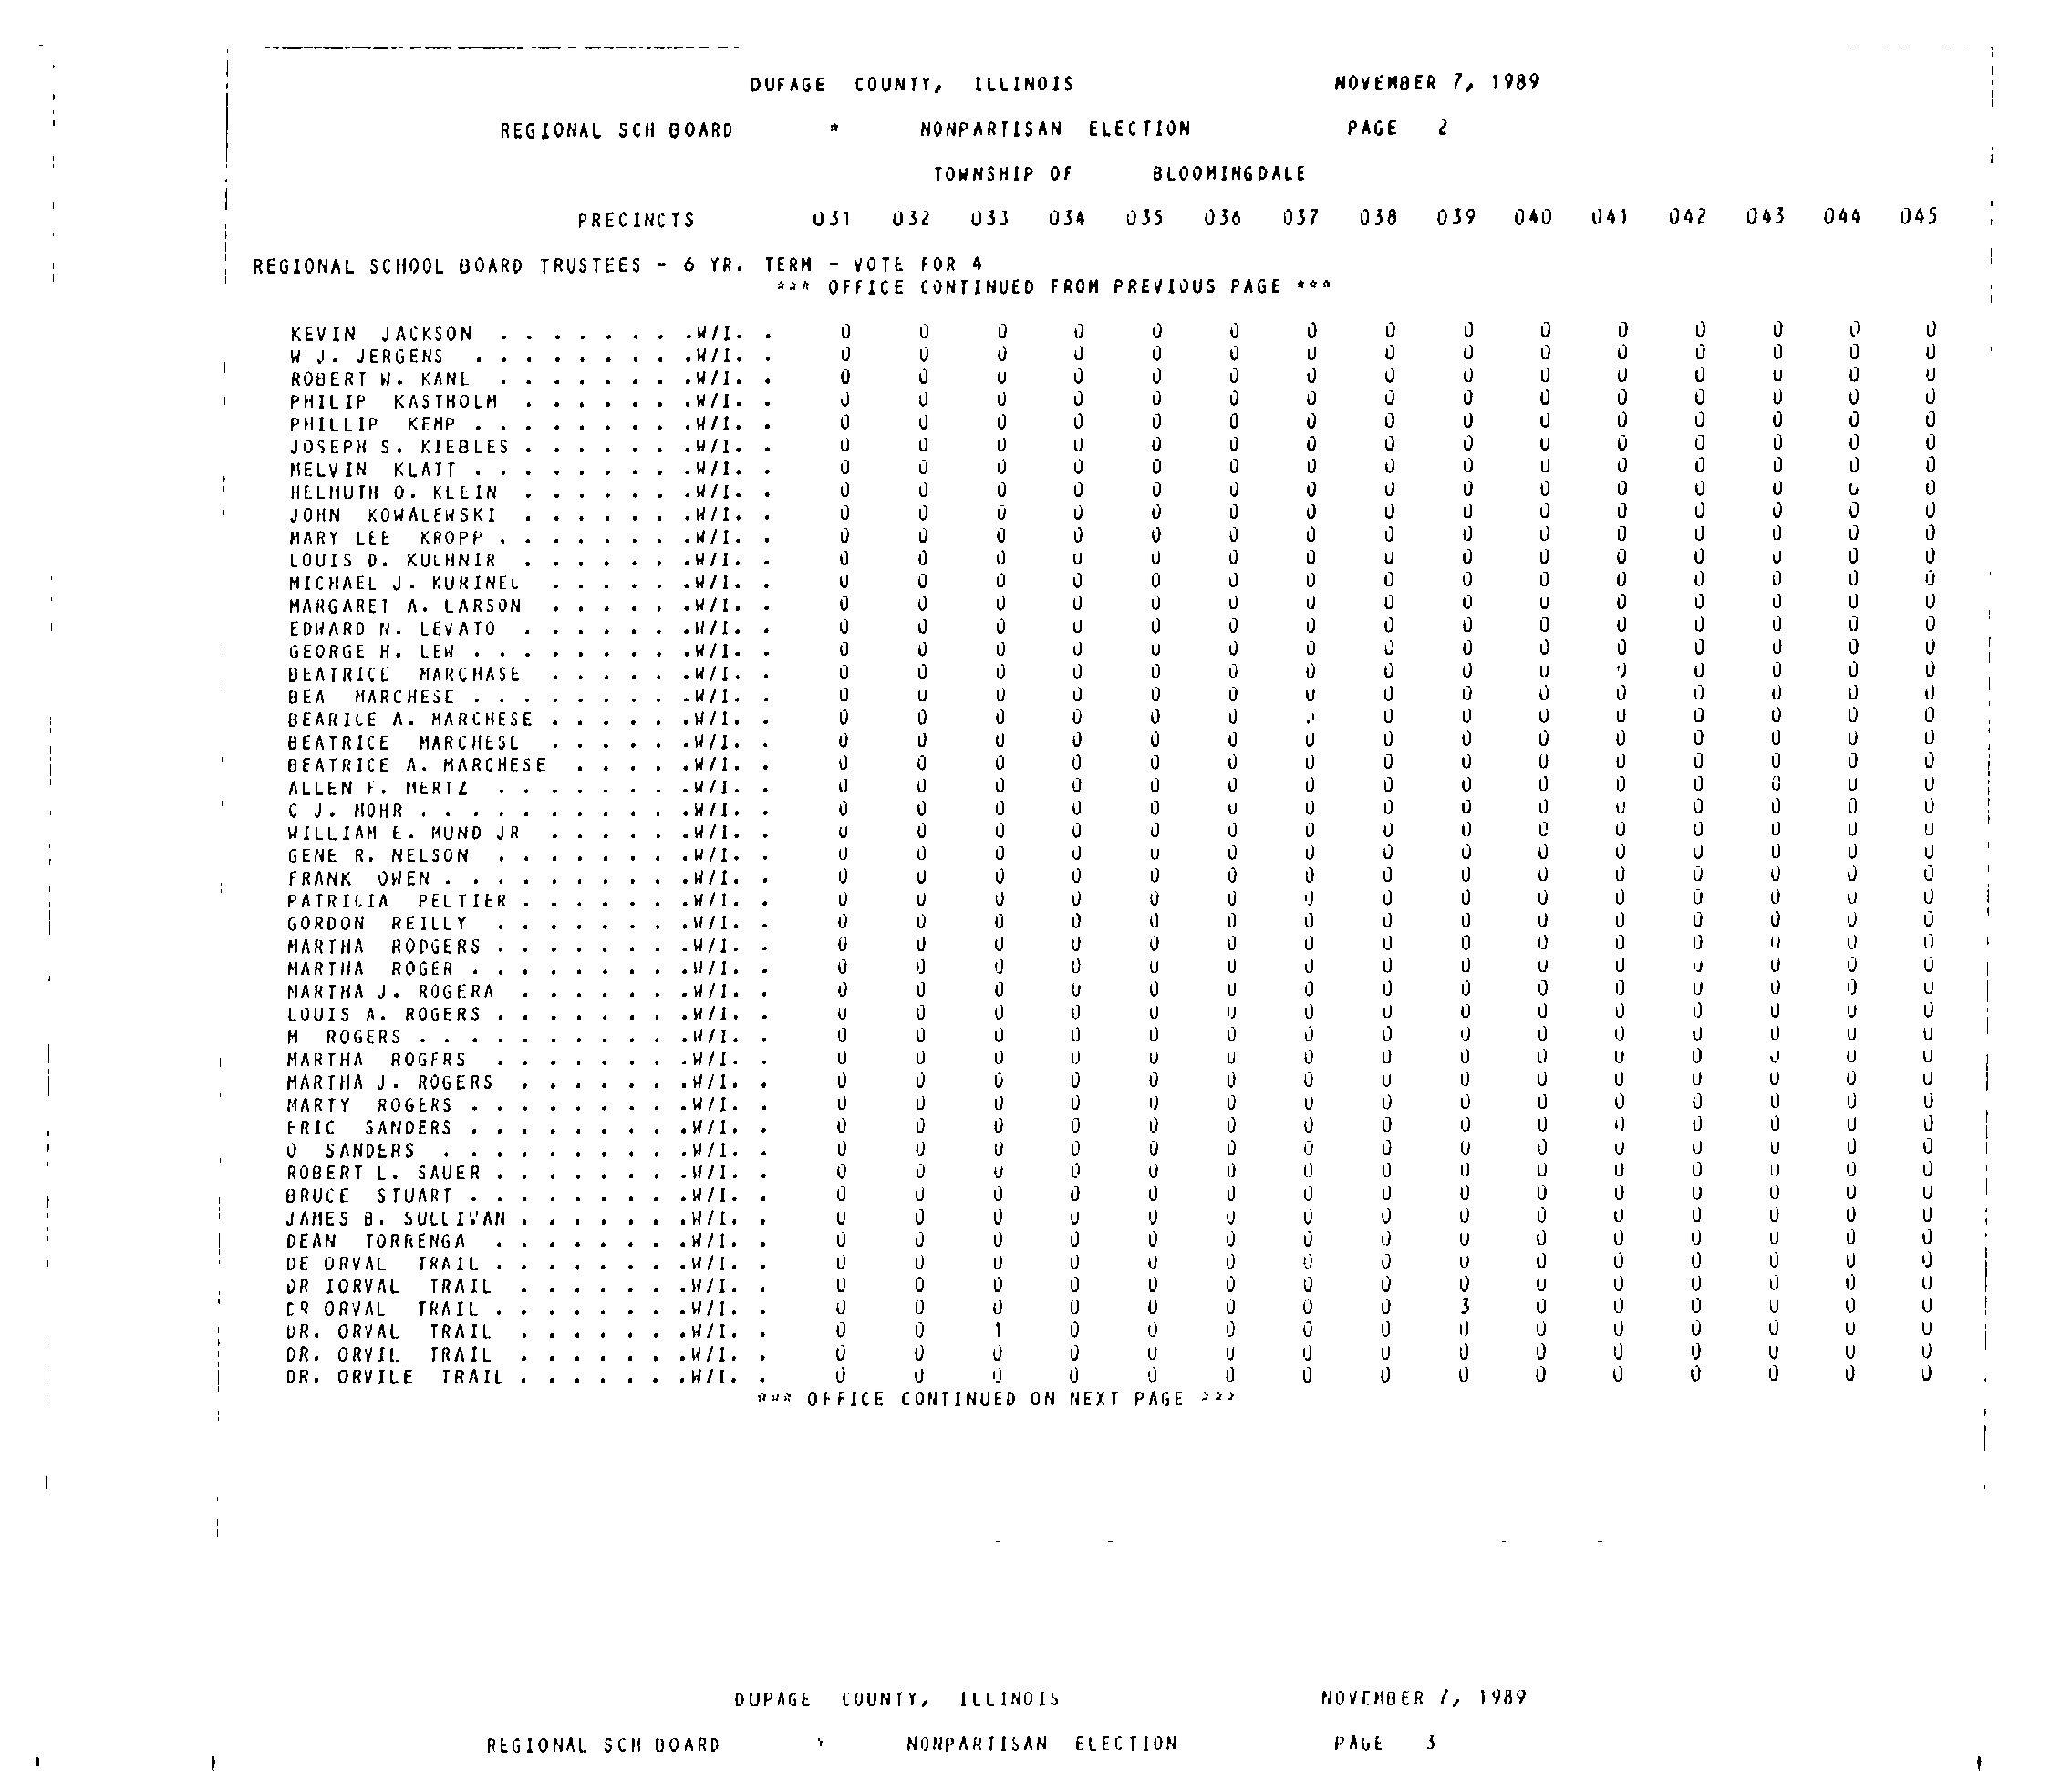 DUPAGE COUNTY, ILLINOIS NOVEMBER 7, 1989
REGIONAL SCH BOARD * NONPARTISAN ELECTION PAGE 2
TOWNSHIP OF BLOOMINGDALE
PRECINCTS 031 032 033 034 035 036 037 038 039 040 041 042 043 044 045
REGIONAL SCHOOL BOARD TRUSTEES - 6 YR. TERM - VOTE FOR 4
*** OFFICE CONTINUED FROM PREVIOUS PAGE ***
KEVIN JACKSON . . . . . . . .W/I. . 0 0 0 0 0 0 0 0 0 0 0 0 0 0 0
W J. JERGENS . . . . . . . . .W/I. . 0 0 0 0 0 0 0 0 0 0 0 0 0 0 0
ROBERT W. KANE . . . . . . . .W/I. . 0 0 0 0 0 0 0 0 0 0 0 0 0 0 0
PHILIP KASTHOLM . . . . . . .W/I. . 0 0 0 0 0 0 0 0 0 0 0 0 0 0 0
PHILLIP KEMP . . . . . . . . .W/I. . 0 0 0 0 0 0 0 0 0 0 0 0 0 0 0
JOSEPH S. KIEBLES . . . . . . .W/I. . 0 0 0 0 0 0 0 0 0 0 0 0 0 0 0
MELVIN KLATT . . . . . . . . .W/I. . 0 0 0 0 0 0 0 0 0 0 0 0 0 0 0
HELMUTH O. KLEIN . . . . . . .W/I. . 0 0 0 0 0 0 0 0 0 0 0 0 0 0 0
JOHN KOWALEWSKI . . . . . . .W/I. . 0 0 0 0 0 0 0 0 0 0 0 0 0 0 0
MARY LEE KROPP . . . . . . . .W/I. . 0 0 0 0 0 0 0 0 0 0 0 0 0 0 0
LOUIS D. KUCHNIR . . . . . . .W/I. . 0 0 0 0 0 0 0 0 0 0 0 0 0 0 0
MICHAEL J. KURINEC . . . . . .W/I. . 0 0 0 0 0 0 0 0 0 0 0 0 0 0 0
MARGARET A. LARSON . . . . . .W/I. . 0 0 0 0 0 0 0 0 0 0 0 0 0 0 0
EDWARD N. LEVATO . . . . . . .W/I. . 0 0 0 0 0 0 0 0 0 0 0 0 0 0 0
GEORGE H. LEW . . . . . . . . .W/I. . 0 0 0 0 0 0 0 0 0 0 0 0 0 0 0
BEATRICE MARCHASE . . . . . .W/I. . 0 0 0 0 0 0 0 0 0 0 0 0 0 0 0
BEA MARCHESE . . . . . . . . .W/I. . 0 0 0 0 0 0 0 0 0 0 0 0 0 0 0
BEARICE A. MARCHESE . . . . . .W/I. . 0 0 0 0 0 0 0 0 0 0 0 0 0 0 0
BEATRICE MARCHESE . . . . . .W/I. . 0 0 0 0 0 0 0 0 0 0 0 0 0 0 0
BEATRICE A. MARCHESE . . . . .W/I. . 0 0 0 0 0 0 0 0 0 0 0 0 0 0 0
ALLEN F. MERTZ . . . . . . . .W/I. . 0 0 0 0 0 0 0 0 0 0 0 0 0 0 0
C J. MOHR . . . . . . . . . . .W/I. . 0 0 0 0 0 0 0 0 0 0 0 0 0 0 0
WILLIAM E. MUND JR . . . . . .W/I. . 0 0 0 0 0 0 0 0 0 0 0 0 0 0 0
GENE R. NELSON . . . . . . . .W/I. . 0 0 0 0 0 0 0 0 0 0 0 0 0 0 0
FRANK OWEN . . . . . . . . . .W/I. . 0 0 0 0 0 0 0 0 0 0 0 0 0 0 0
PATRICIA PELTIER . . . . . . .W/I. . 0 0 0 0 0 0 0 0 0 0 0 0 0 0 0
GORDON REILLY . . . . . . . .W/I. . 0 0 0 0 0 0 0 0 0 0 0 0 0 0 0
MARTHA RODGERS . . . . . . . .W/I. . 0 0 0 0 0 0 0 0 0 0 0 0 0 0 0
MARTHA ROGER . . . . . . . . .W/I. . 0 0 0 0 0 0 0 0 0 0 0 0 0 0 0
MARTHA J. ROGERA . . . . . . .W/I. . 0 0 0 0 0 0 0 0 0 0 0 0 0 0 0
LOUIS A. ROGERS . . . . . . . .W/I. . 0 0 0 0 0 0 0 0 0 0 0 0 0 0 0
M ROGERS . . . . . . . . . . .W/I. . 0 0 0 0 0 0 0 0 0 0 0 0 0 0 0
MARTHA ROGERS . . . . . . . .W/I. . 0 0 0 0 0 0 0 0 0 0 0 0 0 0 0
MARTHA J. ROGERS . . . . . . .W/I. . 0 0 0 0 0 0 0 0 0 0 0 0 0 0 0
MARTY ROGERS . . . . . . . . .W/I. . 0 0 0 0 0 0 0 0 0 0 0 0 0 0 0
ERIC SANDERS . . . . . . . . .W/I. . 0 0 0 0 0 0 0 0 0 0 0 0 0 0 0
O SANDERS . . . . . . . . . .W/I. . 0 0 0 0 0 0 0 0 0 0 0 0 0 0 0
ROBERT L. SAUER . . . . . . . .W/I. . 0 0 0 0 0 0 0 0 0 0 0 0 0 0 0
BRUCE STUART . . . . . . . . .W/I. . 0 0 0 0 0 0 0 0 0 0 0 0 0 0 0
JAMES B. SULLIVAN . . . . . . .W/I. . 0 0 0 0 0 0 0 0 0 0 0 0 0 0 0
DEAN TORRENGA . . . . . . . .W/I. . 0 0 0 0 0 0 0 0 0 0 0 0 0 0 0
DE ORVAL TRAIL . . . . . . . .W/I. . 0 0 0 0 0 0 0 0 0 0 0 0 0 0 0
DR IORVAL TRAIL . . . . . . .W/I. . 0 0 0 0 0 0 0 0 0 0 0 0 0 0 0
DR ORVAL TRAIL . . . . . . . .W/I. . 0 0 0 0 0 0 0 0 3 0 0 0 0 0 0
DR. ORVAL TRAIL . . . . . . .W/I. . 0 0 1 0 0 0 0 0 0 0 0 0 0 0 0
DR. ORVIL TRAIL . . . . . . .W/I. . 0 0 0 0 0 0 0 0 0 0 0 0 0 0 0
DR. ORVILE TRAIL . . . . . . .W/I. . 0 0 0 0 0 0 0 0 0 0 0 0 0 0 0
*** OFFICE CONTINUED ON NEXT PAGE ***
DUPAGE COUNTY, ILLINOIS NOVEMBER 7, 1989
REGIONAL SCH BOARD * NONPARTISAN ELECTION PAGE 3